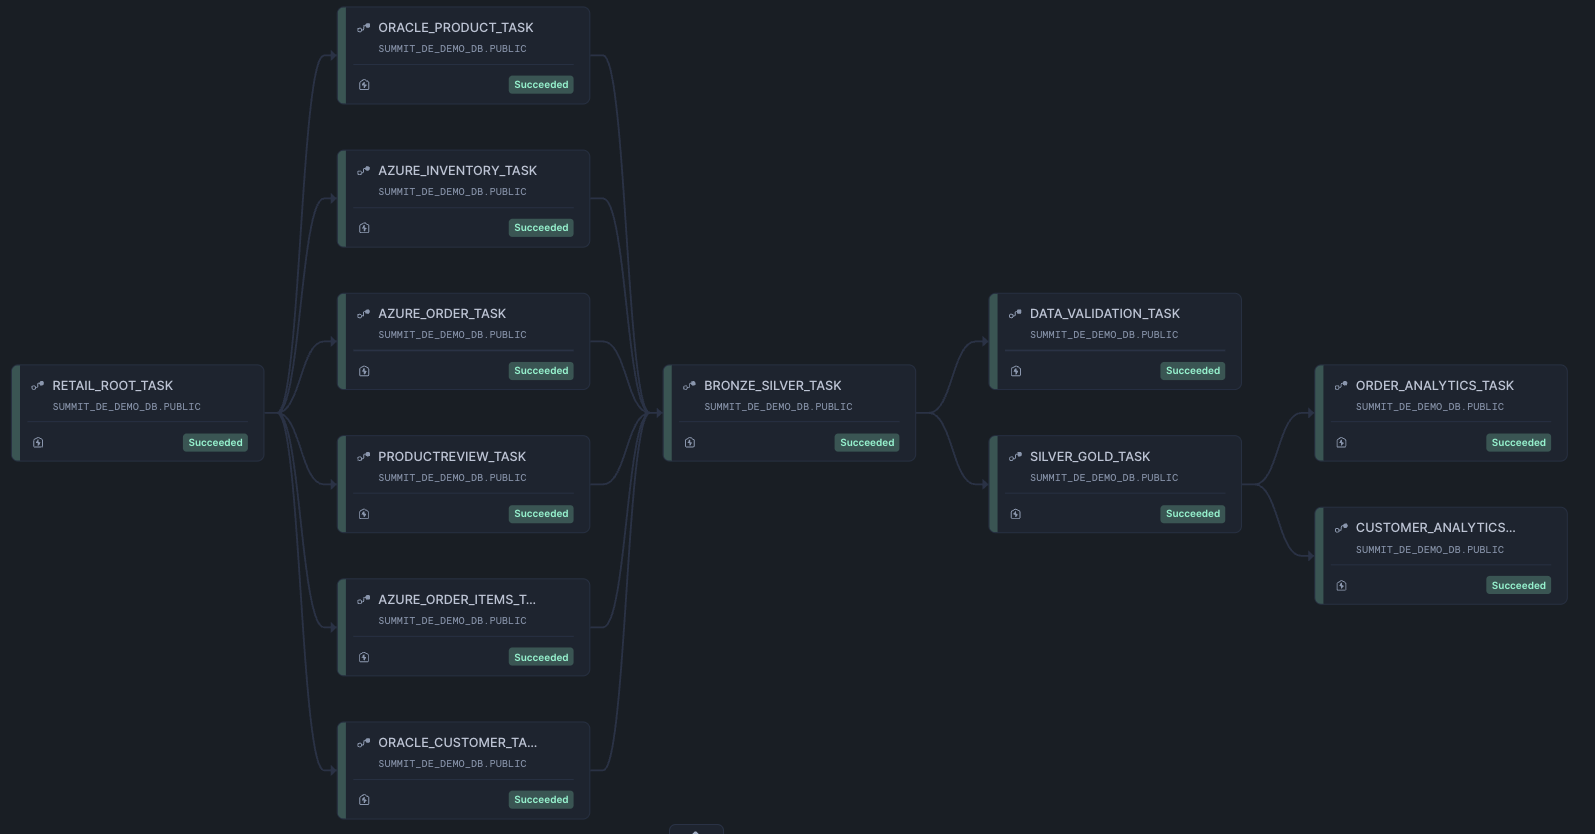 ORACLE_PRODUCT_TASK
SUMMIT_DE_DEMO_DB.PUBLIC
Succeeded
AZURE_INVENTORY_TASK
SUMMIT_DE_DEMO_DB.PUBLIC
Succeeded
AZURE_ORDER_TASK
SUMMIT_DE_DEMO_DB.PUBLIC
Succeeded
DATA_VALIDATION_TASK
SUMMIT_DE_DEMO_DB.PUBLIC
Succeeded
RETAIL_ROOT_TASK
SUMMIT_DE_DEMO_DB.PUBLIC
Succeeded
BRONZE_SILVER_TASK
SUMMIT_DE_DEMO_DB.PUBLIC
Succeeded
ORDER_ANALYTICS_TASK
SUMMIT_DE_DEMO_DB.PUBLIC
Succeeded
PRODUCTREVIEW_TASK
SUMMIT_DE_DEMO_DB.PUBLIC
Succeeded
SILVER_GOLD_TASK
SUMMIT_DE_DEMO_DB.PUBLIC
Succeeded
CUSTOMER_ANALYTICS...
SUMMIT_DE_DEMO_DB.PUBLIC
Succeeded
AZURE_ORDER_ITEMS_T...
SUMMIT_DE_DEMO_DB.PUBLIC
Succeeded
ORACLE_CUSTOMER_TA...
SUMMIT_DE_DEMO_DB.PUBLIC
Succeeded